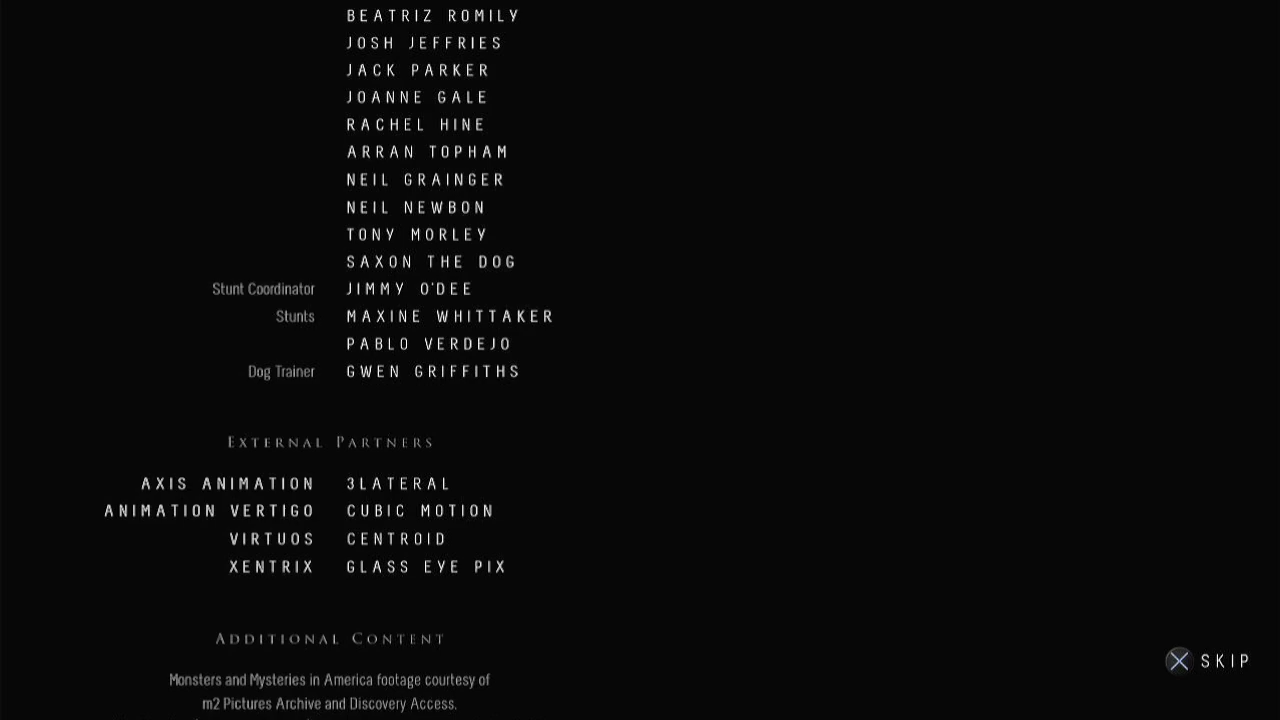 BEATRIZ ROMILY
JOSH JEFFRIES
JACK PARKER
JOANNE GALE
RACHEL HINE
ARRAN TOPHAM
NEIL GRAINGER
NEIL NEWBON
TONY MORLEY
SAXON THE DOG
Stunt Coordinator JIMMY O'DEE
Stunts MAXINE WHITTAKER
PABLO VERDEJO
Dog Trainer GWEN GRIFFITHS
EXTERNAL PARTNERS
AXIS ANIMATION 3LATERAL
ANIMATION VERTIGO CUBIC MOTION
VIRTUOS CENTROID
XENTRIX GLASS EYE PIX
ADDITIONAL CONTENT
Monsters and Mysteries in America footage courtesy of
m2 Pictures Archive and Discovery Access.
SKIP